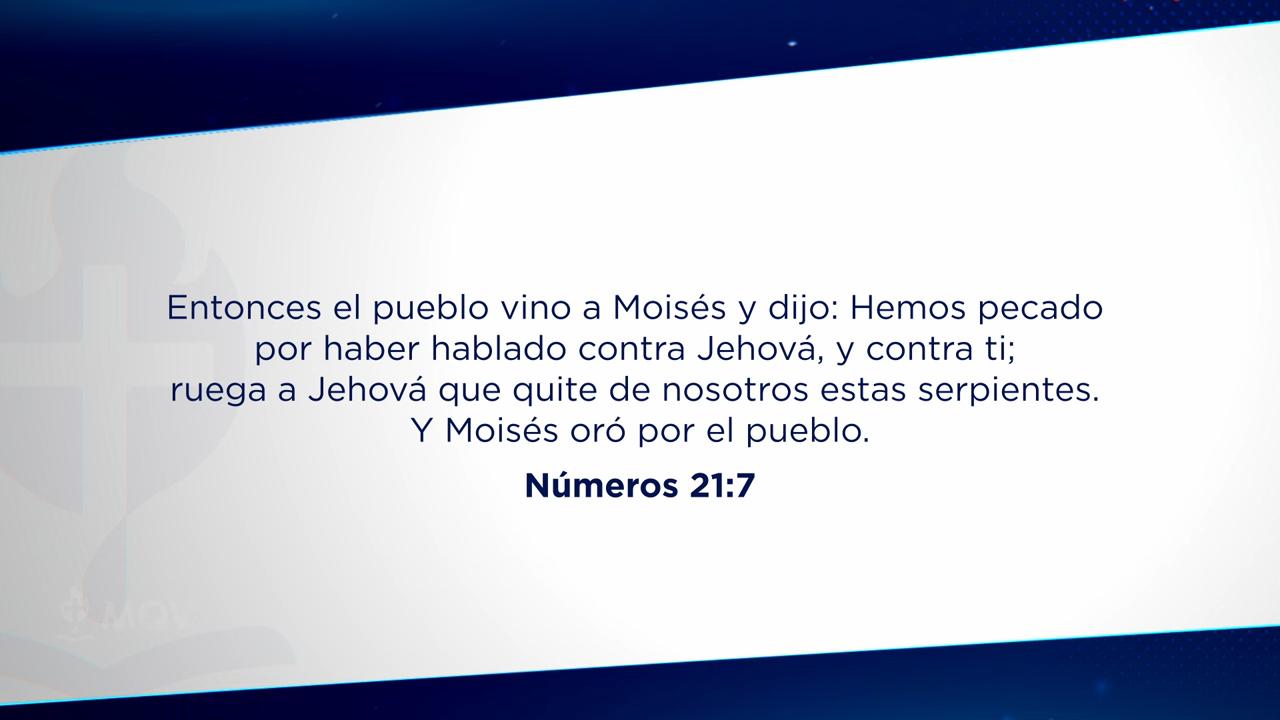 Entonces el pueblo vino a Moisés y dijo: Hemos pecado
por haber hablado contra Jehová, y contra ti;
ruega a Jehová que quite de nosotros estas serpientes.
Y Moisés oró por el pueblo.
Números 21:7